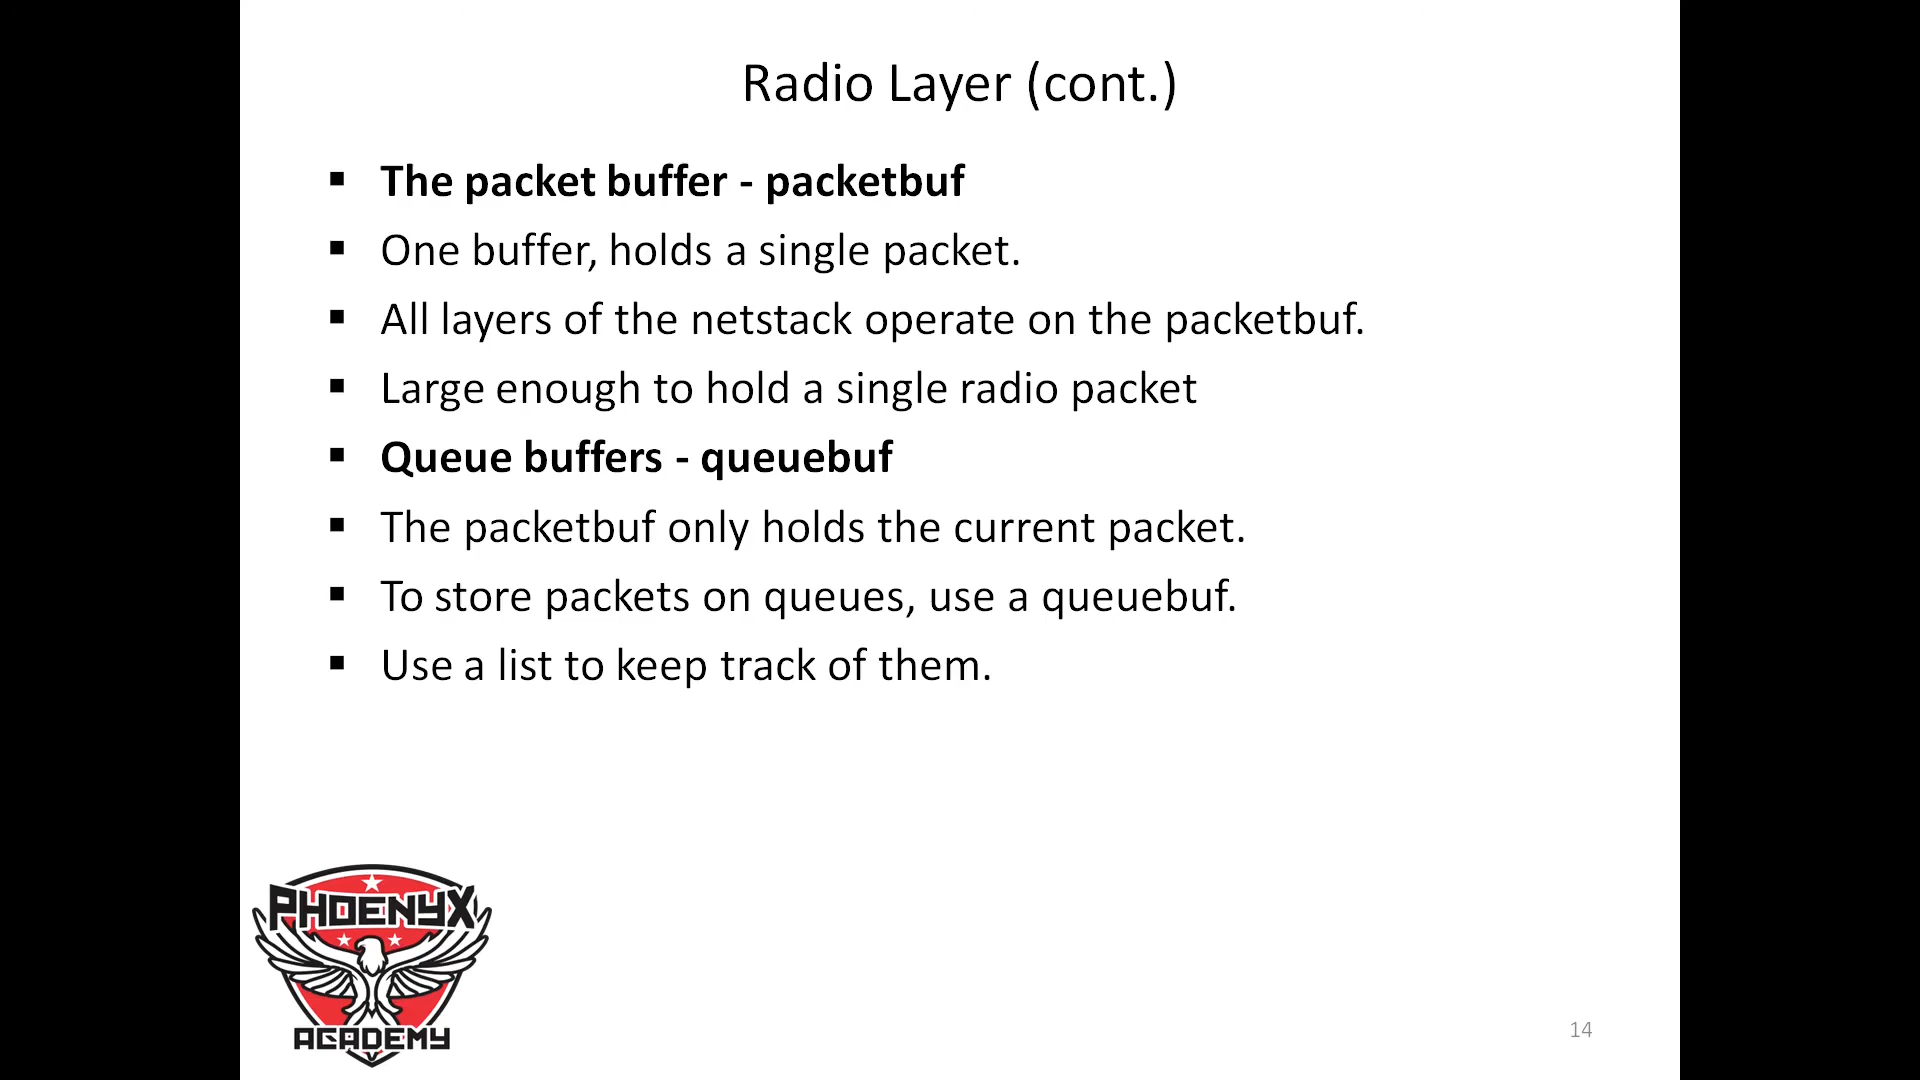 Radio Layer (cont.)
▪ The packet buffer - packetbuf
▪ One buffer, holds a single packet.
▪ All layers of the netstack operate on the packetbuf.
▪ Large enough to hold a single radio packet
▪ Queue buffers - queuebuf
▪ The packetbuf only holds the current packet.
▪ To store packets on queues, use a queuebuf.
▪ Use a list to keep track of them.
PHOENYX
ACADEMY
14